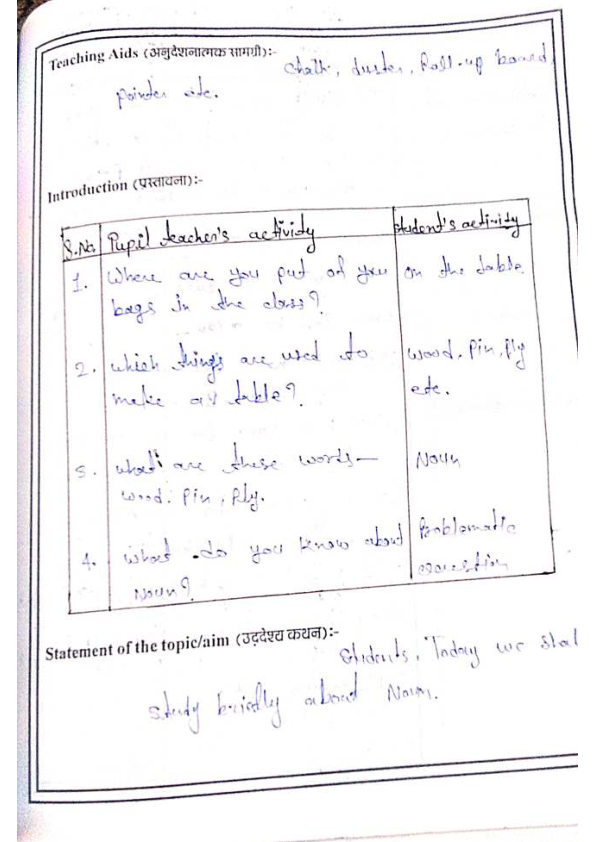 Teaching Aids (अनुदेशनात्मक सामग्री):-
Chalk, duster, Roll-up board,
pointer etc.
Introduction (प्रस्तावना):-
S.No. Pupil teacher's activity Student's activity
1. Where are you put of your on the table.
bags in the class?
2. which things are used to wood, Pin, Ply
make a table? etc.
3. what are these words— Noun
wood, Pin, Ply.
4. what do you know about Problematic
Noun? question
Statement of the topic/aim (उद्देश्य कथन):-
Students, Today we shal
study briefly about Noun.